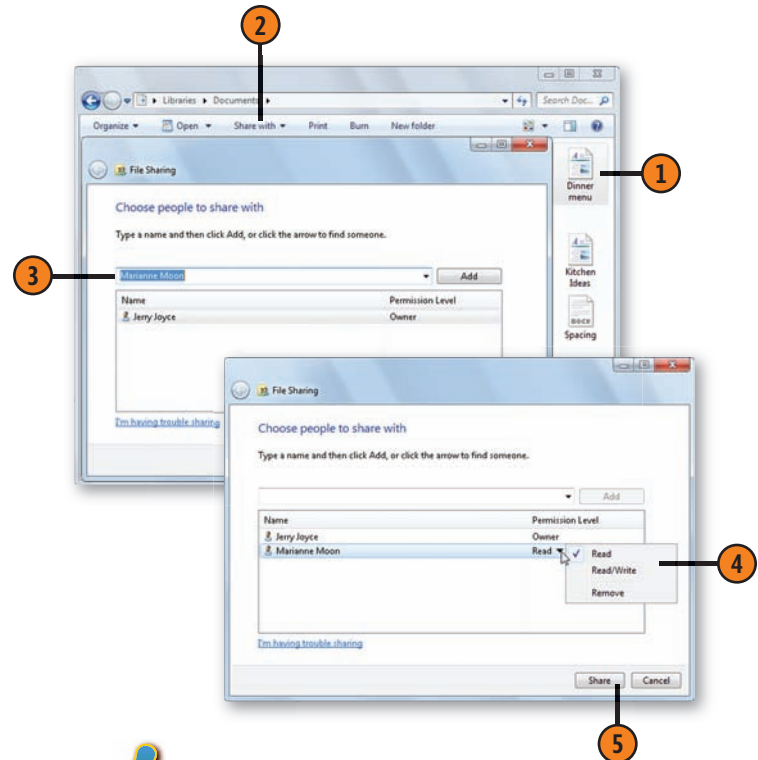 2
Libraries ▸ Documents ▸
Search Doc...
Organize Open Share with Print Burn New folder
1
Dinner
menu
File Sharing
Choose people to share with
Type a name and then click Add, or click the arrow to find someone.
3
Marianne Moon Add
Name Permission Level
Jerry Joyce Owner
I'm having trouble sharing
Kitchen
Ideas
DOCX
Spacing
File Sharing
Choose people to share with
Type a name and then click Add, or click the arrow to find someone.
Add
Name Permission Level
Jerry Joyce Owner
Marianne Moon Read
Read
Read/Write
Remove
4
I'm having trouble sharing
Share Cancel
5